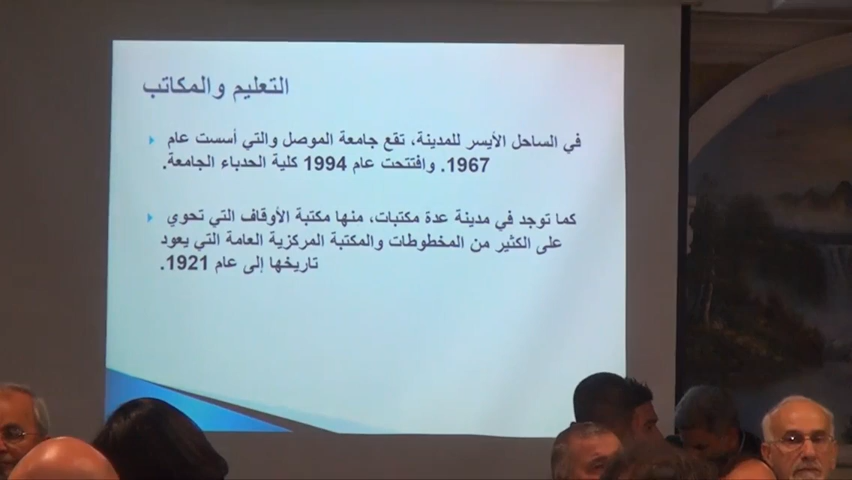 التعليم والمكاتب
في الساحل الأيسر للمدينة، تقع جامعة الموصل والتي أسست عام
1967. وافتتحت عام 1994 كلية الحدباء الجامعة.
كما توجد في مدينة عدة مكتبات، منها مكتبة الأوقاف التي تحوي
على الكثير من المخطوطات والمكتبة المركزية العامة التي يعود
تاريخها إلى عام 1921.